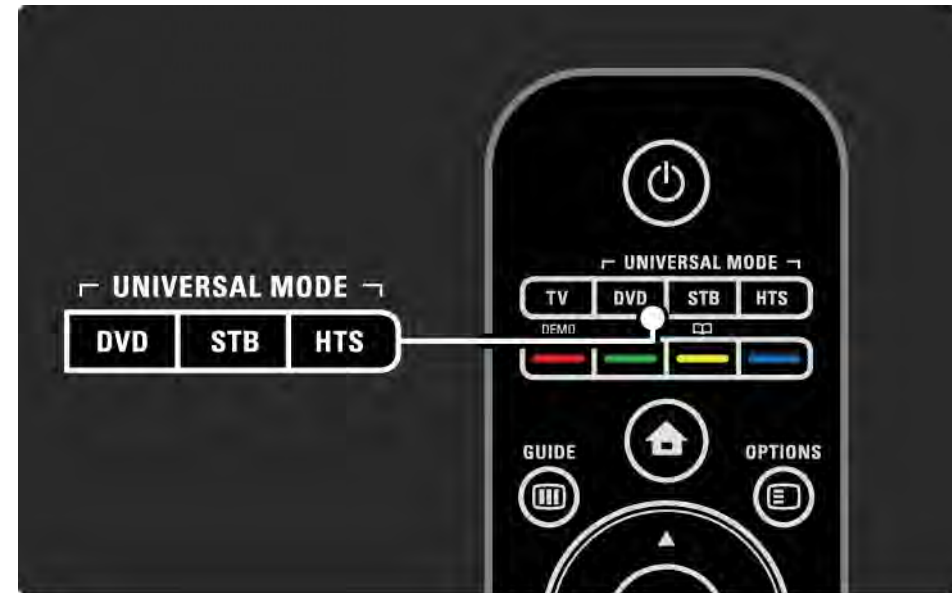 UNIVERSAL MODE
DVD STB HTS
UNIVERSAL MODE
TV DVD STB HTS
DEMO
GUIDE
OPTIONS